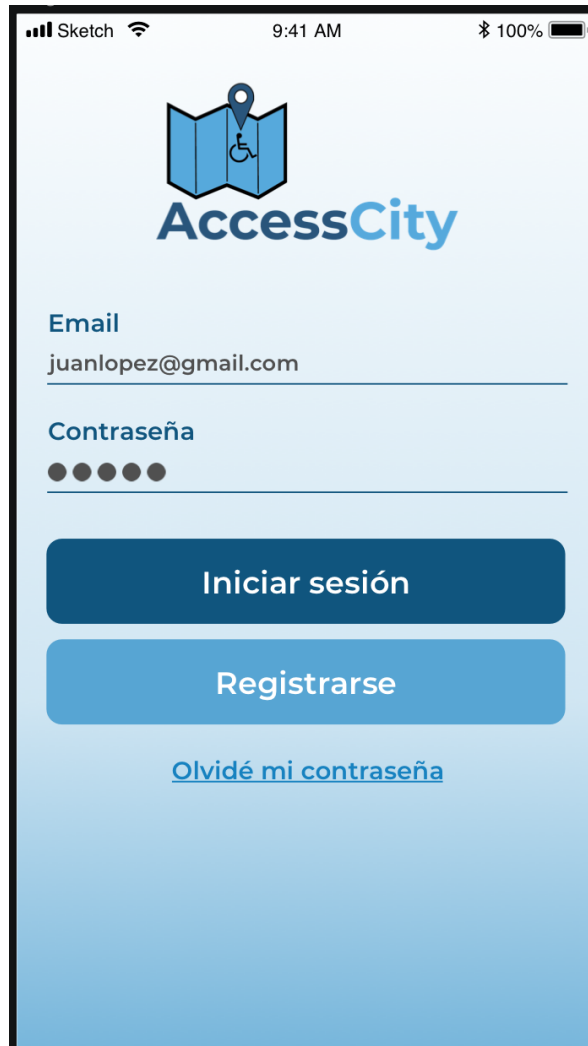 Sketch 9:41 AM 100%
AccessCity
Email
juanlopez@gmail.com
Contraseña
Iniciar sesión
Registrarse
Olvidé mi contraseña